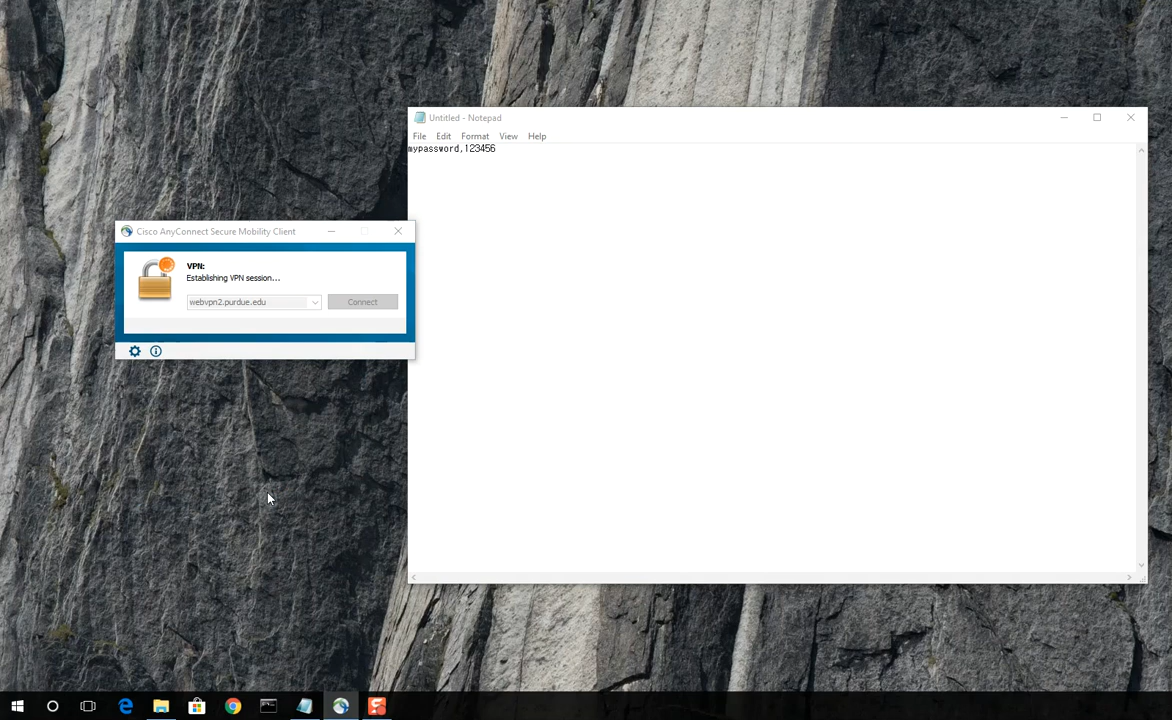 Untitled - Notepad
File Edit Format View Help
mypassword,123456
Cisco AnyConnect Secure Mobility Client
VPN:
Establishing VPN session...
webvpn2.purdue.edu
Connect